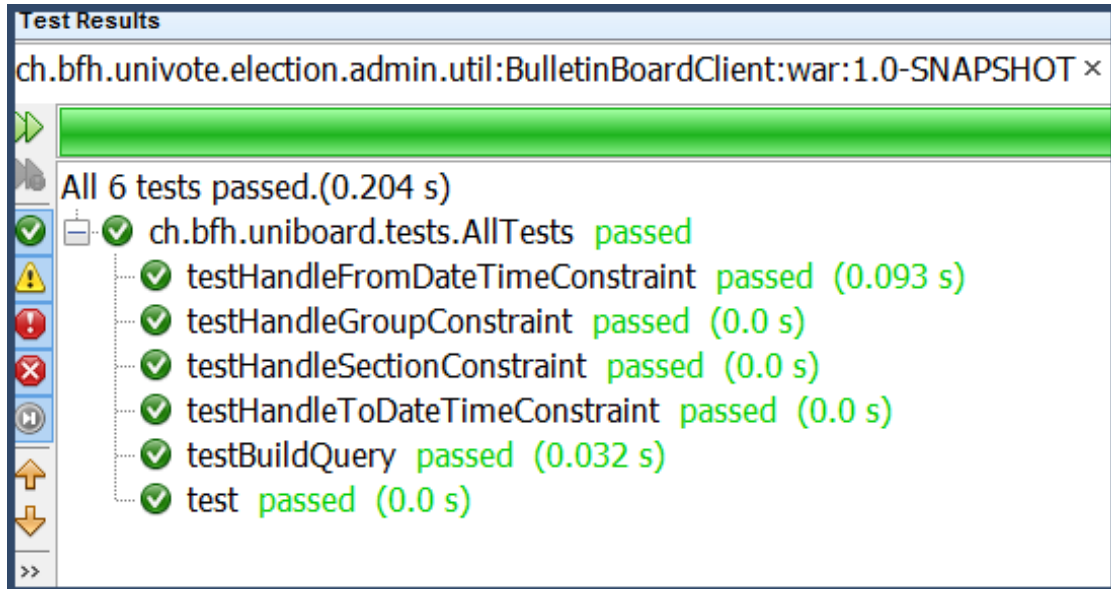 Test Results
ch.bfh.univote.election.admin.util:BulletinBoardClient:war:1.0-SNAPSHOT ×
All 6 tests passed.(0.204 s)
ch.bfh.uniboard.tests.AllTests passed
testHandleFromDateTimeConstraint passed (0.093 s)
testHandleGroupConstraint passed (0.0 s)
testHandleSectionConstraint passed (0.0 s)
testHandleToDateTimeConstraint passed (0.0 s)
testBuildQuery passed (0.032 s)
test passed (0.0 s)
>>